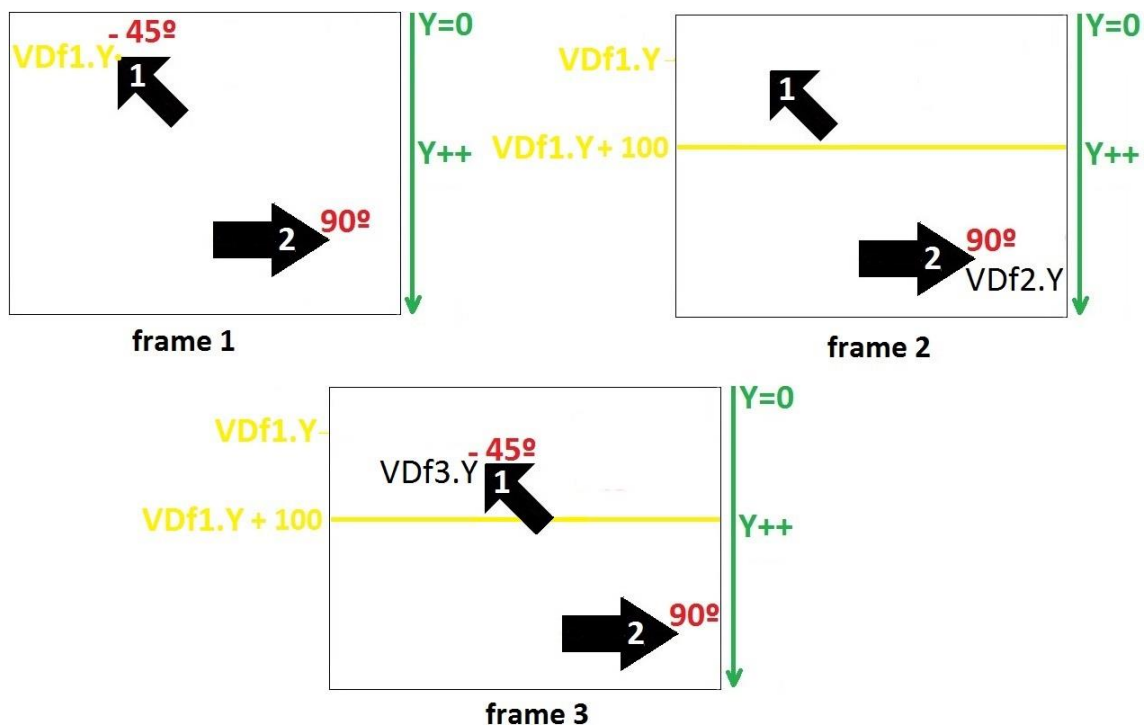 - 45º
Y=0
VDf1.Y
1
Y++
90º
2
frame 1
Y=0
VDf1.Y
1
VDf1.Y + 100
Y++
90º
2
VDf2.Y
frame 2
Y=0
VDf1.Y
- 45º
VDf3.Y
1
VDf1.Y + 100
Y++
90º
2
frame 3